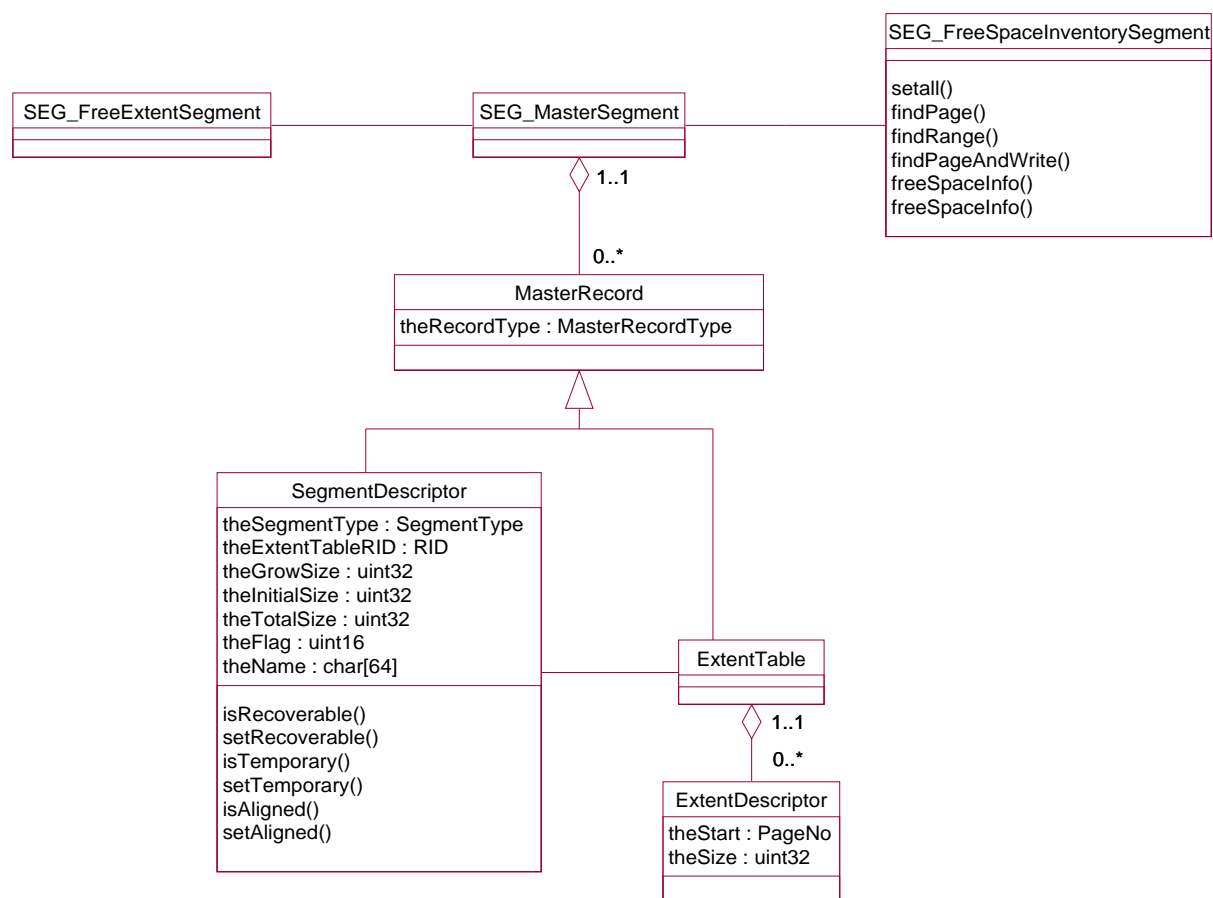 SEG_FreeSpaceInventorySegment
setall()
findPage()
findRange()
findPageAndWrite()
freeSpaceInfo()
freeSpaceInfo()
SEG_FreeExtentSegment
SEG_MasterSegment
1..1
0..*
MasterRecord
theRecordType : MasterRecordType
SegmentDescriptor
theSegmentType : SegmentType
theExtentTableRID : RID
theGrowSize : uint32
theInitialSize : uint32
theTotalSize : uint32
theFlag : uint16
theName : char[64]
isRecoverable()
setRecoverable()
isTemporary()
setTemporary()
isAligned()
setAligned()
ExtentTable
1..1
0..*
ExtentDescriptor
theStart : PageNo
theSize : uint32